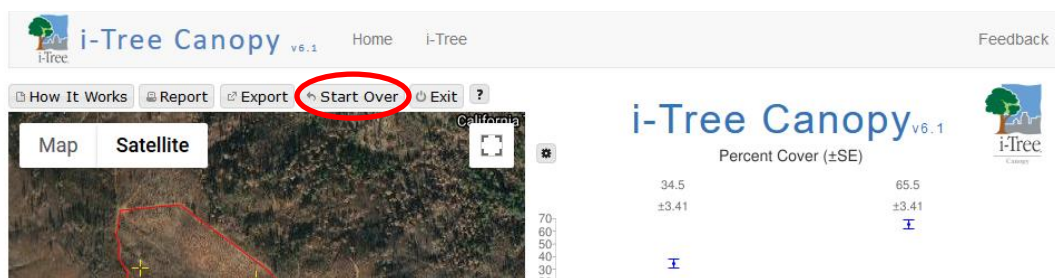 i-Tree
i-Tree Canopy v6.1 Home i-Tree Feedback
How It Works Report Export Start Over Exit ?
Map Satellite
California
i-Tree Canopy v6.1
i-Tree
Canopy
Percent Cover (±SE)
34.5 65.5
±3.41 ±3.41
70
60
50
40
30